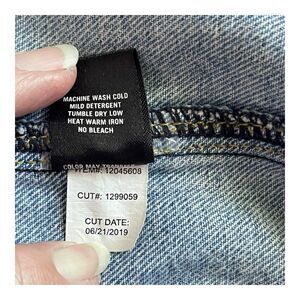 MACHINE WASH COLD
MILD DETERGENT
TUMBLE DRY LOW
HEAT WARM IRON
NO BLEACH
COLOR MAY TRANSFER
ITEM#: 12045608
CUT#: 1299059
CUT DATE:
06/21/2019